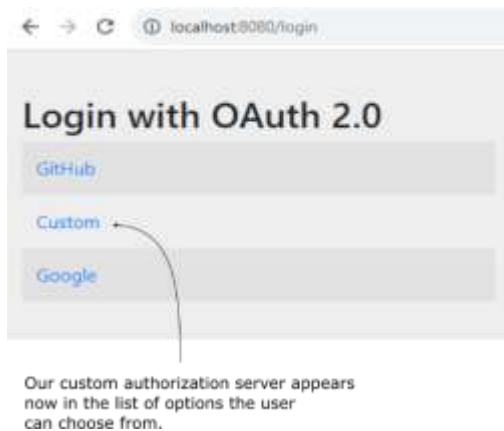 localhost:8080/login
Login with OAuth 2.0
GitHub
Custom
Google
Our custom authorization server appears
now in the list of options the user
can choose from.